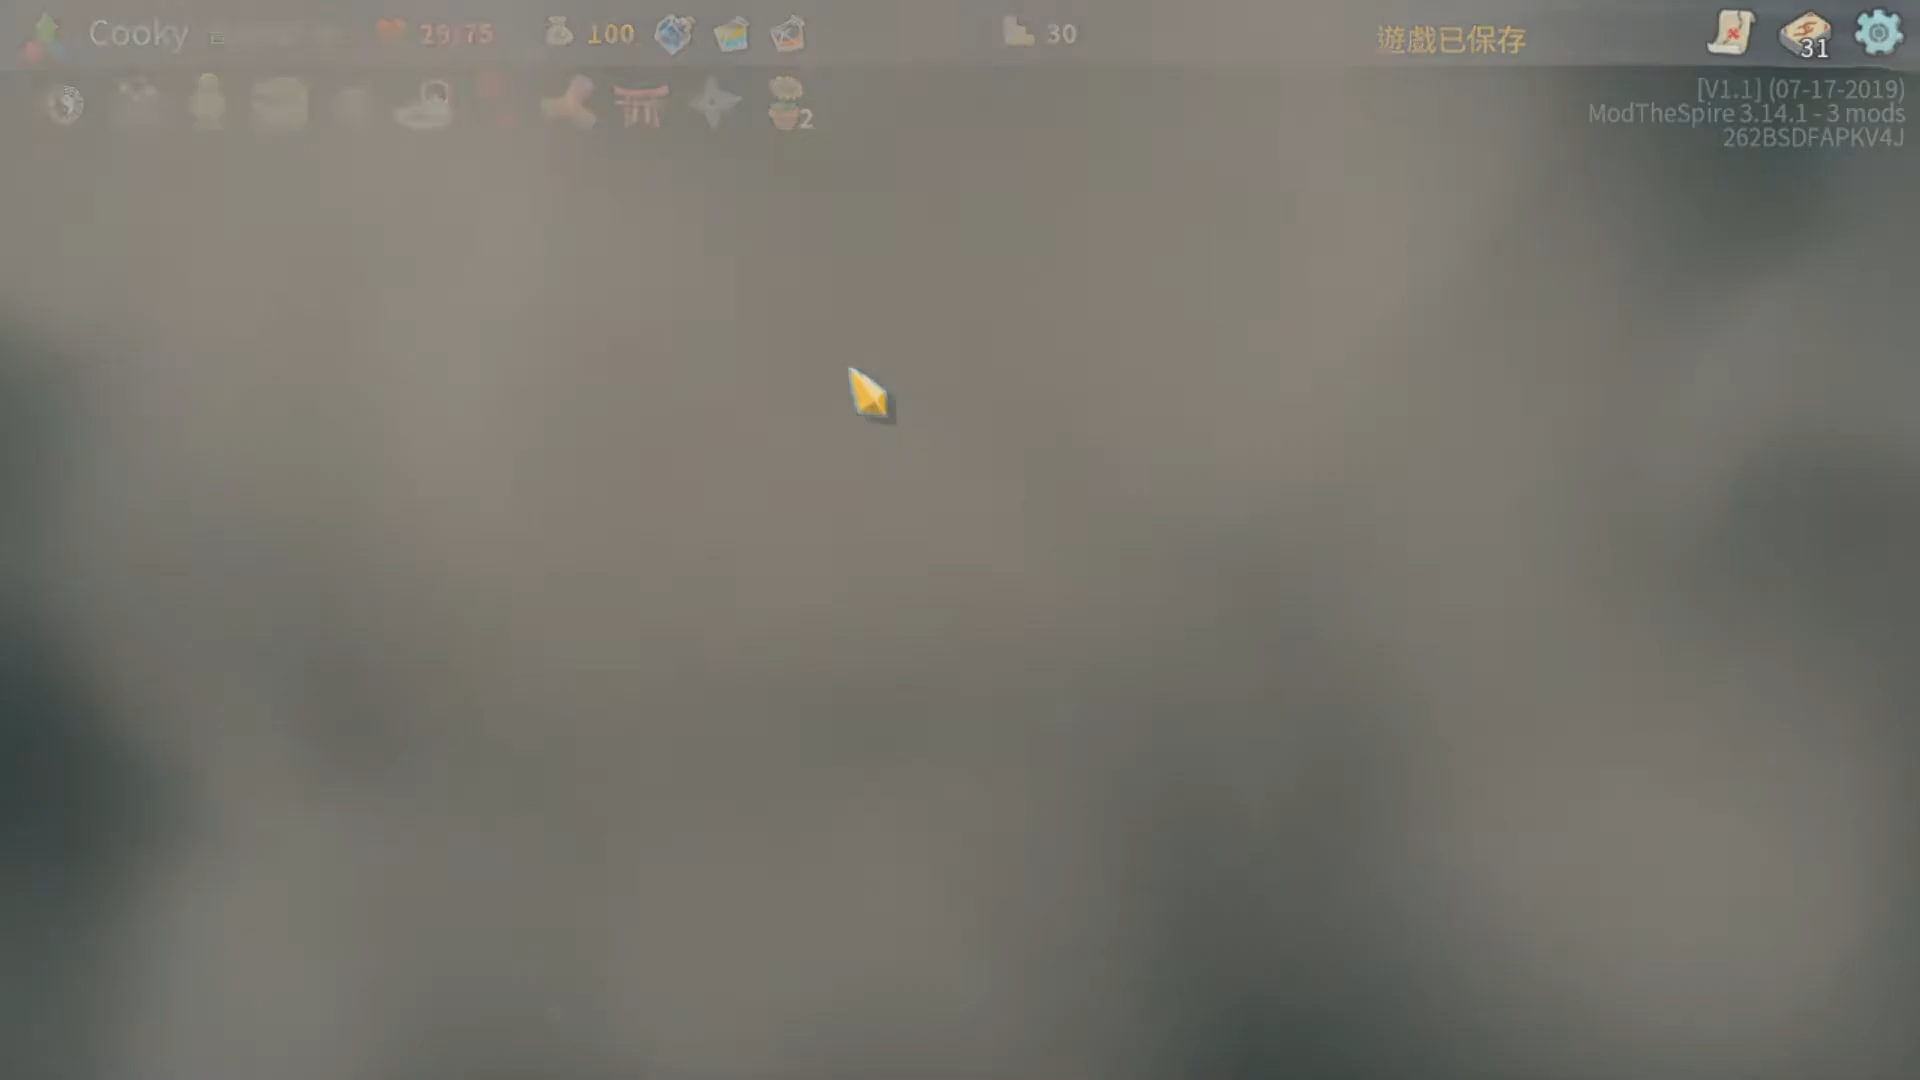 Cooky
29/75
100
30
遊戲已保存
31
[V1.1] (07-17-2019)
ModTheSpire 3.14.1 - 3 mods
262BSDFAPKV4J
2